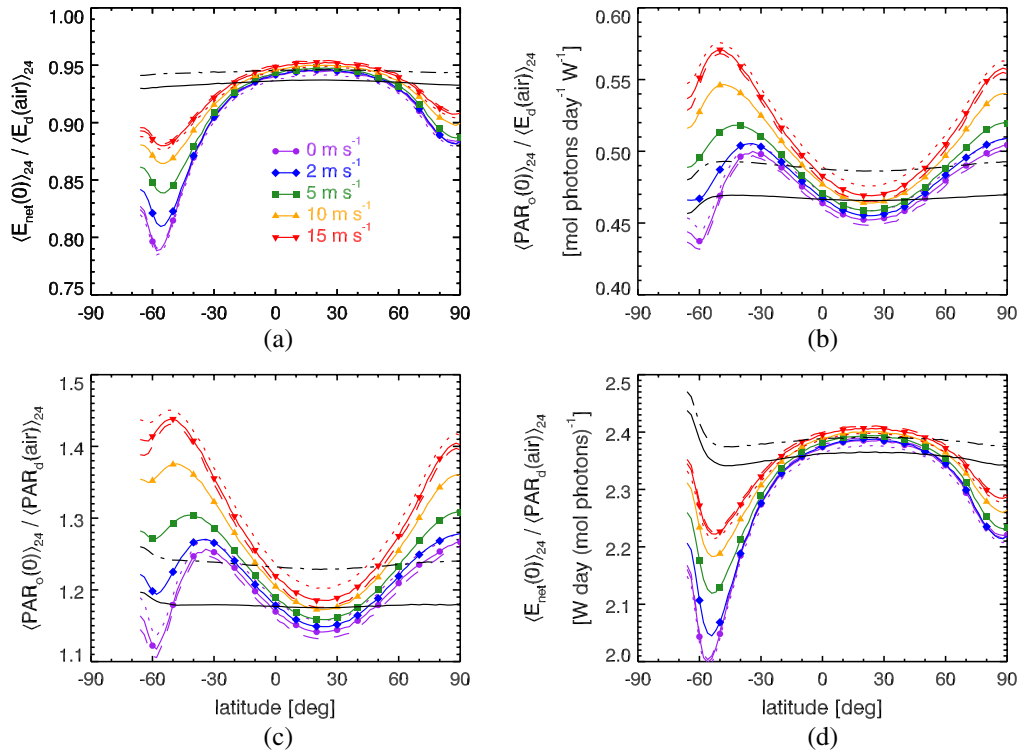 1.00
0.95
0.90
0.85
0.80
0.75
⟨E_net(0)⟩_24 / ⟨E_d(air)⟩_24
0 m s^-1
2 m s^-1
5 m s^-1
10 m s^-1
15 m s^-1
-90 -60 -30 0 30 60 90
(a)
0.60
0.55
0.50
0.45
0.40
⟨PAR_o(0)⟩_24 / ⟨E_d(air)⟩_24
[mol photons day^-1 W^-1]
-90 -60 -30 0 30 60 90
(b)
1.5
1.4
1.3
1.2
1.1
⟨PAR_o(0)⟩_24 / ⟨PAR_d(air)⟩_24
-90 -60 -30 0 30 60 90
latitude [deg]
(c)
2.5
2.4
2.3
2.2
2.1
2.0
⟨E_net(0)⟩_24 / ⟨PAR_d(air)⟩_24
[W day (mol photons)^-1]
-90 -60 -30 0 30 60 90
latitude [deg]
(d)